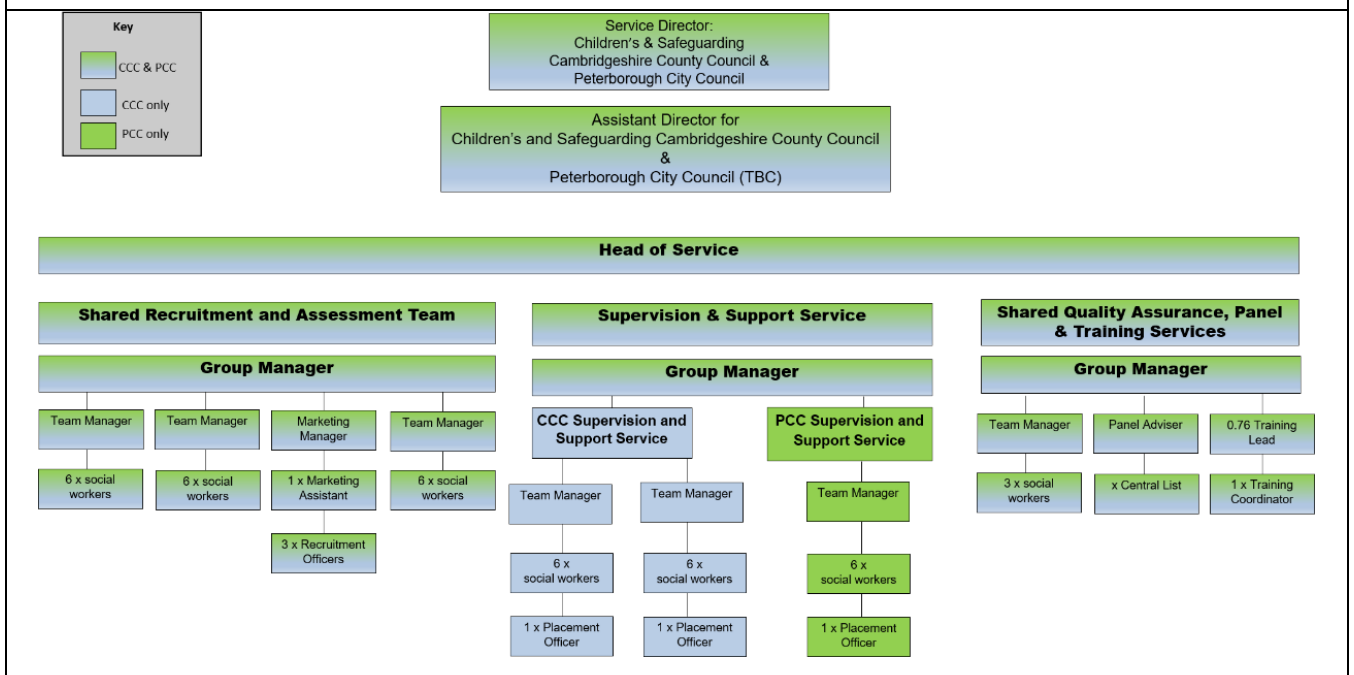 Key
CCC & PCC
CCC only
PCC only
Service Director:
Children's & Safeguarding
Cambridgeshire County Council &
Peterborough City Council
Assistant Director for
Children's and Safeguarding Cambridgeshire County Council
&
Peterborough City Council (TBC)
Head of Service
Shared Recruitment and Assessment Team
Group Manager
Team Manager
6 x social
workers
Team Manager
6 x social
workers
Marketing
Manager
1 x Marketing
Assistant
3 x Recruitment
Officers
Team Manager
6 x social
workers
Supervision & Support Service
Group Manager
CCC Supervision and
Support Service
Team Manager
6 x
social workers
1 x Placement
Officer
Team Manager
6 x
social workers
1 x Placement
Officer
PCC Supervision and
Support Service
Team Manager
6 x
social workers
1 x Placement
Officer
Shared Quality Assurance, Panel
& Training Services
Group Manager
Team Manager
3 x social
workers
Panel Adviser
x Central List
0.76 Training
Lead
1 x Training
Coordinator